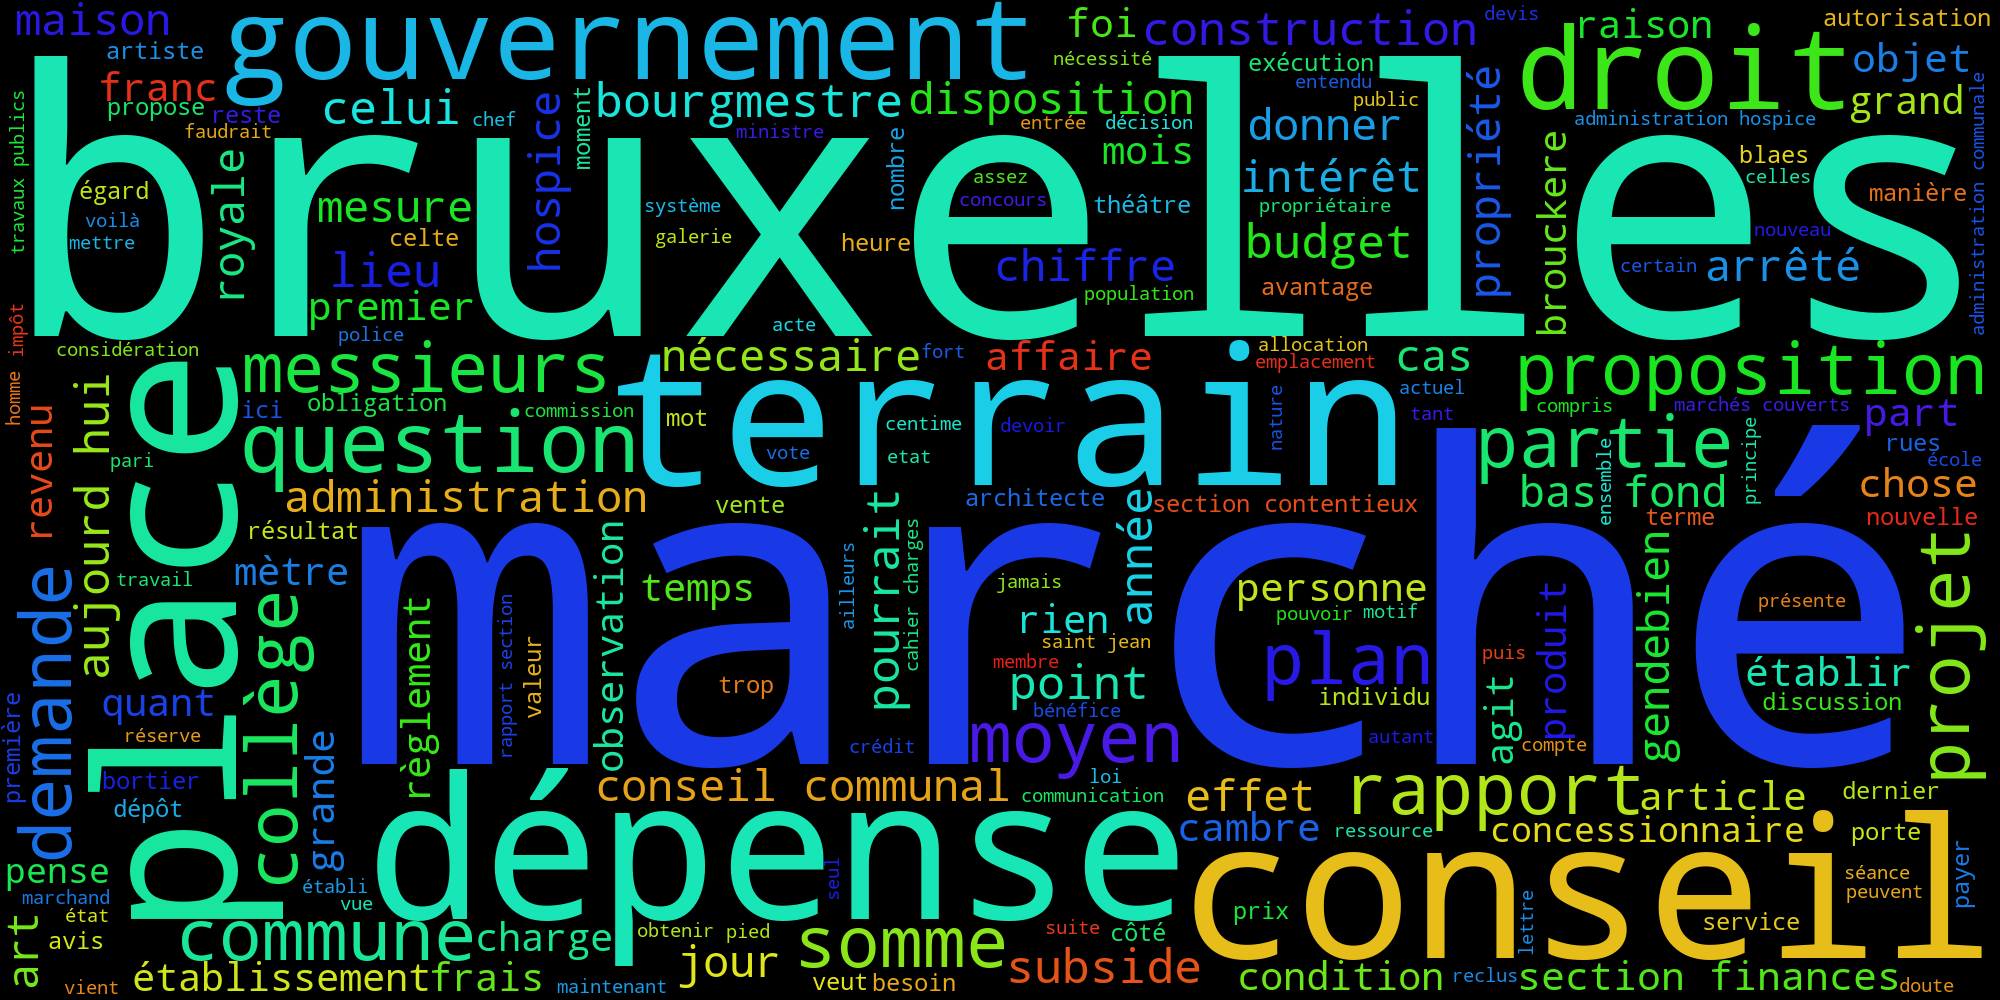 maison
gouvernement
foi
construction
devis
raison
autorisation
artiste
nécessité
exécution
droit
objet
franc
propose
reste
celui
chef
moment
bourgmestre
disposition
entendu
public
propriété
grand
travaux publics
faudrait
hospice
ministre
nombre
entrée
décision
donner
administration hospice
administration communale
bruxelles
royale
mois
brouckere
blaes
celles
égard
voilà
mettre
mesure
celte
système
galerie
assez
concours
théâtre
intérêt
propriétaire
manière
heure
budget
nouveau
lieu
chiffre
certain
arrêté
premier
population
avantage
police
acte
homme impôt
considération
messieurs
nécessaire
fort
affaire
allocation
emplacement
cas
proposition
place
aujourd hui
revenu
ici
obligation
commission
terrain
mot
centime
devoir
nature
actuel
tant
compris
marchés couverts
part
question
pari
vote
etat
partie
ensemble
principe
rues
école
administration
résultat
vente
architecte
année
section contentieux
bas fond
terme
chose
nouvelle
marché
travail
mètre
demande
collège
règlement
rapport section
valeur
observation
temps
trop
ailleurs
pourrait
cahier charges
jamais
rien
saint jean
membre
point
bénéfice
personne
pouvoir
motif
plan
individu
puis
produit
agit
gendebien
présente
établir
discussion
projet
première
quant
réserve
bortier
dépôt
grande
crédit
moyen
autant
compte
dépense
conseil communal
loi
communication
effet
rapport
article
dernier
cambre
ressource
concessionnaire
porte
pense
marchand
état
établi
vue
seul
conseil
séance
peuvent
payer
art
avis
commune
charge
obtenir pied
somme
suite
côté
prix
lettre
service
vient
établissement
frais
maintenant
jour
veut
besoin
subside
condition
reclus
section finances
doute